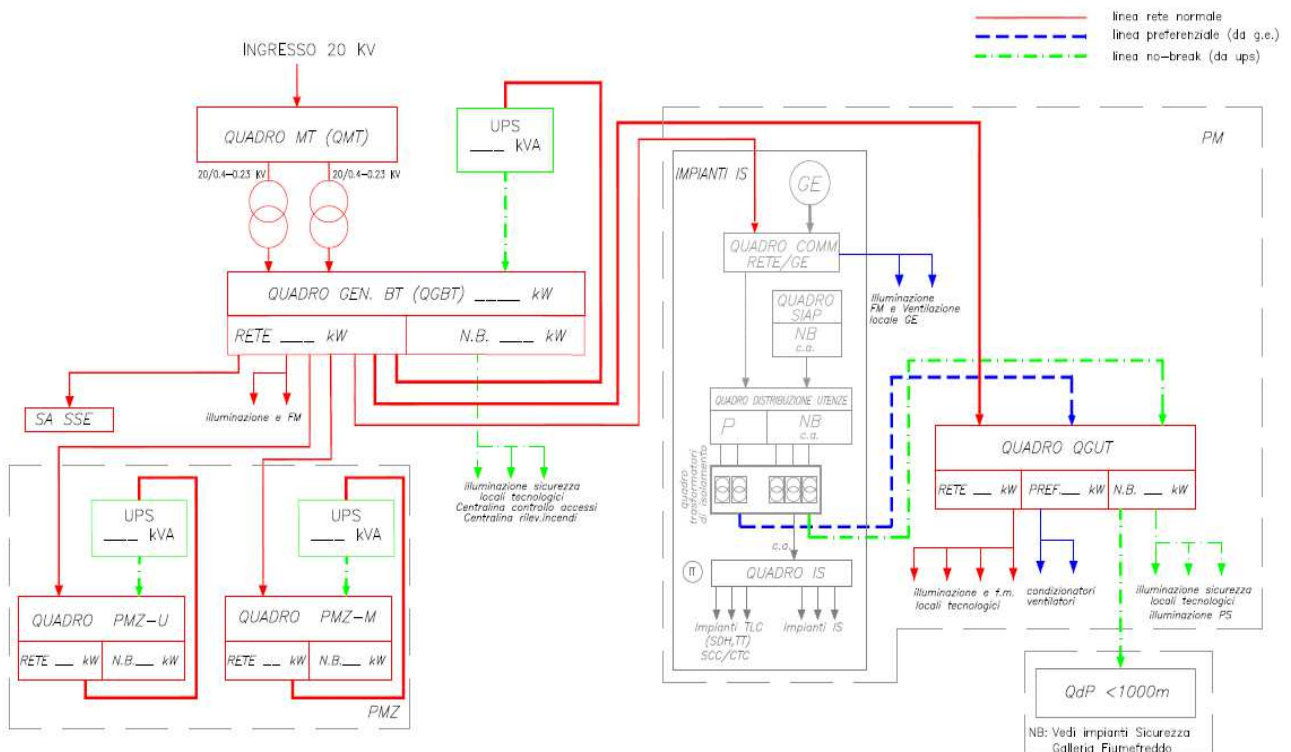 linea rete normale
linea preferenziale (da g.e.)
linea no-break (da ups)
INGRESSO 20 KV
QUADRO MT (QMT)
20/0.4-0.23 KV
20/0.4-0.23 KV
UPS
___ kVA
QUADRO GEN. BT (QGBT) ____ kW
RETE ___ kW
N.B. ___ kW
SA SSE
illuminazione e FM
illuminazione sicurezza
locali tecnologici
Centralina controllo accessi
Centralina rilev.incendi
UPS
___ kVA
UPS
___ kVA
QUADRO PMZ-U
RETE __ kW
N.B.__ kW
QUADRO PMZ-M
RETE __ kW
N.B.__ kW
PMZ
PM
IMPIANTI IS
GE
QUADRO COMM.
RETE/GE
Illuminazione
FM e Ventilazione
locale GE
QUADRO
SIAP
NB
c.a.
QUADRO DISTRIBUZIONE UTENZE
P
NB
c.a.
quadro
trasformatori
di isolamento
c.a.
IT
QUADRO IS
Impianti TLC
(SDH,TT)
SCC/CTC
Impianti IS
QUADRO QGUT
RETE __ kW
PREF.__ kW
N.B. __ kW
illuminazione e f.m.
locali tecnologici
condizionatori
ventilatori
illuminazione sicurezza
locali tecnologici
illuminazione PS
QdP <1000m
NB: Vedi impianti Sicurezza
Galleria Fiumefreddo